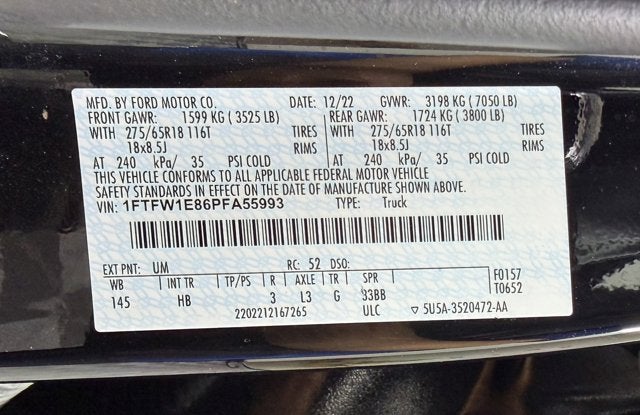 MFD. BY FORD MOTOR CO. DATE: 12/22 GVWR: 3198 KG ( 7050 LB)
FRONT GAWR: 1599 KG ( 3525 LB) REAR GAWR: 1724 KG ( 3800 LB)
WITH 275/65R18 116T TIRES WITH 275/65R18 116T TIRES
18x8.5J RIMS 18x8.5J RIMS
AT 240 kPa/ 35 PSI COLD AT 240 kPa/ 35 PSI COLD
THIS VEHICLE CONFORMS TO ALL APPLICABLE FEDERAL MOTOR VEHICLE
SAFETY STANDARDS IN EFFECT ON THE DATE OF MANUFACTURE SHOWN ABOVE.
VIN: 1FTFW1E86PFA55993 TYPE: Truck
EXT PNT: UM RC: 52 DSO: F0157
WB INT TR TP/PS R AXLE TR SPR T0652
145 HB 3 L3 G 33BB
2202212167265 ULC ▽ 5U5A-3520472-AA